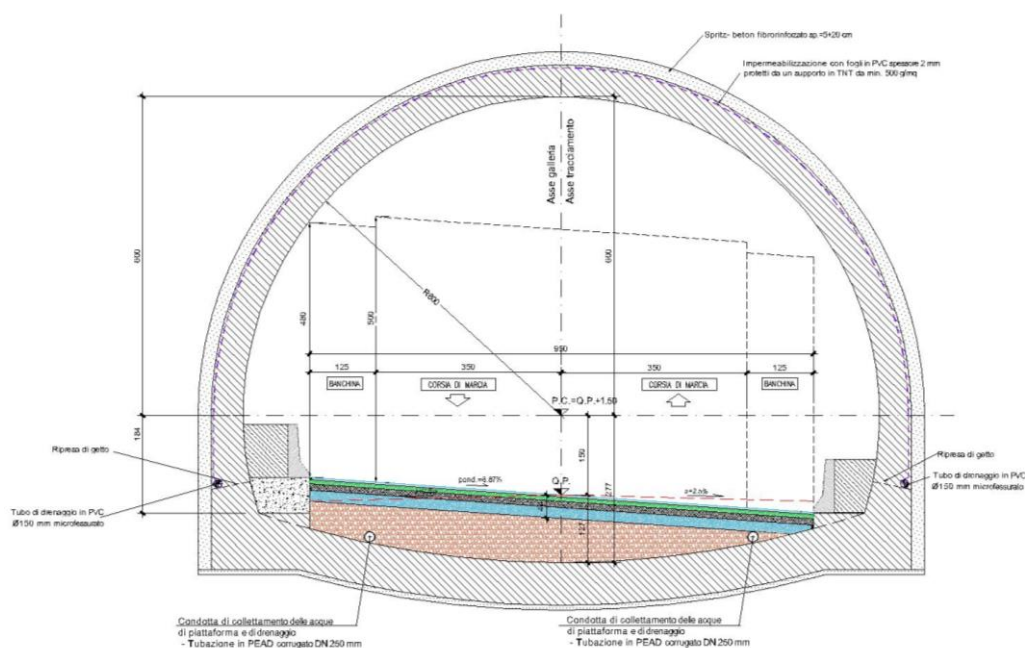 Spritz- beton fibrorinforzato sp.=5÷20 cm
Impermeabilizzazione con fogli in PVC spessore 2 mm
protetti da un supporto in TNT da min. 500 g/mq
Asse galleria
Asse tracciamento
600
600
R600
480
500
950
125
350
350
125
BANCHINA
CORSIA DI MARCIA
CORSIA DI MARCIA
BANCHINA
P.C.=Q.P.+1.50
184
150
Ripresa di getto
Ripresa di getto
Q.P.
277
Tubo di drenaggio in PVC
Ø150 mm microfessurato
Tubo di drenaggio in PVC
Ø150 mm microfessurato
127
Condotta di collettamento delle acque
di piattaforma e di drenaggio
- Tubazione in PEAD corrugato DN 250 mm
Condotta di collettamento delle acque
di piattaforma e di drenaggio
- Tubazione in PEAD corrugato DN 250 mm